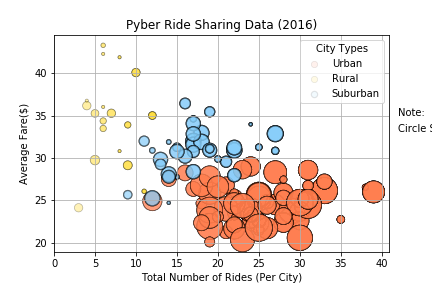 Pyber Ride Sharing Data (2016)
City Types
Urban
Rural
Suburban
Average Fare($)
40
35
30
25
20
0
5
10
15
20
25
30
35
40
Total Number of Rides (Per City)
Note:
Circle